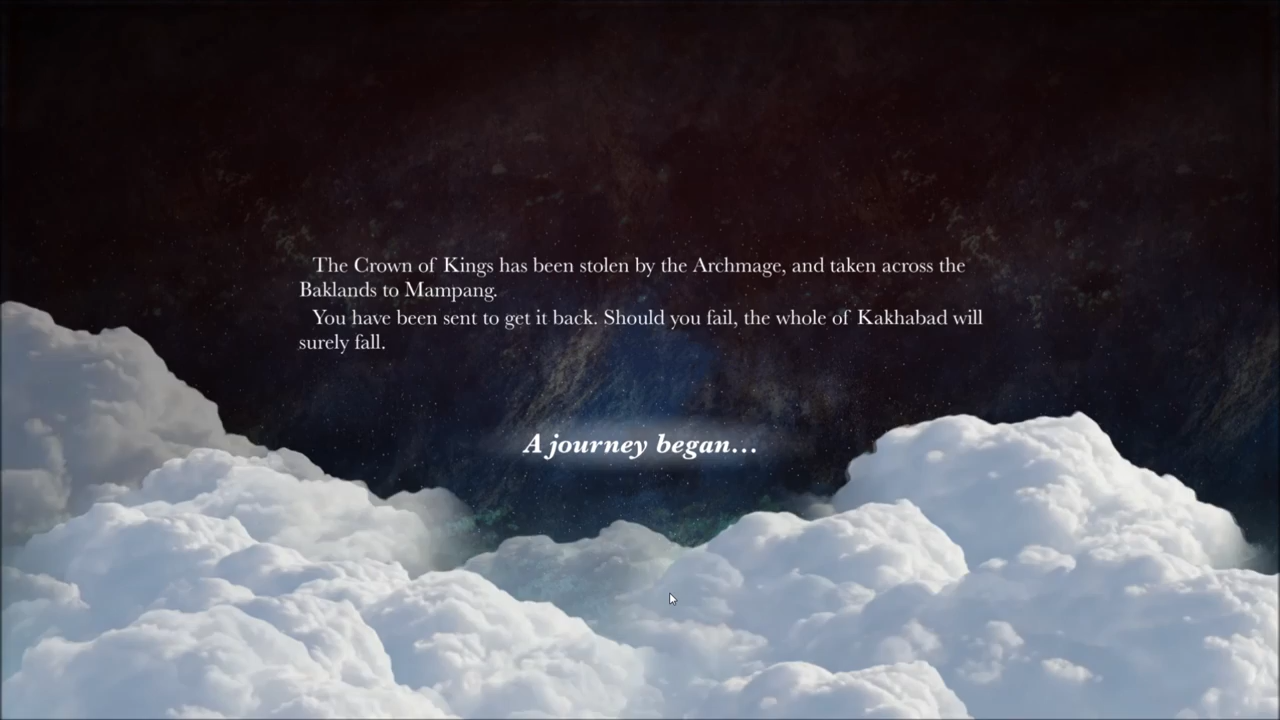 The Crown of Kings has been stolen by the Archmage, and taken across the
Baklands to Mampang.
You have been sent to get it back. Should you fail, the whole of Kakhabad will
surely fall.
A journey began...